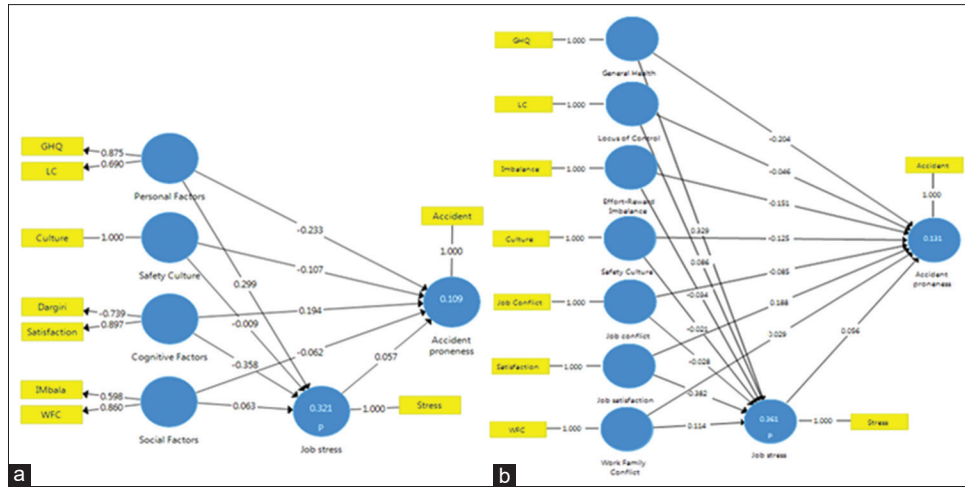 GHQ
0.875
LC
0.690
Personal Factors
-0.233
Culture
1.000
Safety Culture
-0.107
0.299
-0.009
Accident
1.000
0.109
Accident
proneness
Dargiri
-0.739
Satisfaction
0.897
Cognitive Factors
0.194
-0.358
-0.062
0.057
IMbala
0.598
WFC
0.860
Social Factors
0.063
0.321
P
Job stress
1.000
Stress
a
b
GHQ
1.000
General Health
-0.204
LC
1.000
Locus of Control
-0.046
Imbalance
1.000
Effort-Reward
Imbalance
-0.151
0.329
0.086
-0.034
-0.021
-0.028
Culture
1.000
Safety Culture
-0.125
Job Conflict
1.000
Job conflict
-0.085
Satisfaction
1.000
Job satisfaction
0.188
-0.382
WFC
1.000
Work Family
Conflict
0.029
0.114
Accident
1.000
0.131
Accident
proneness
0.056
0.361
P
Job stress
1.000
Stress